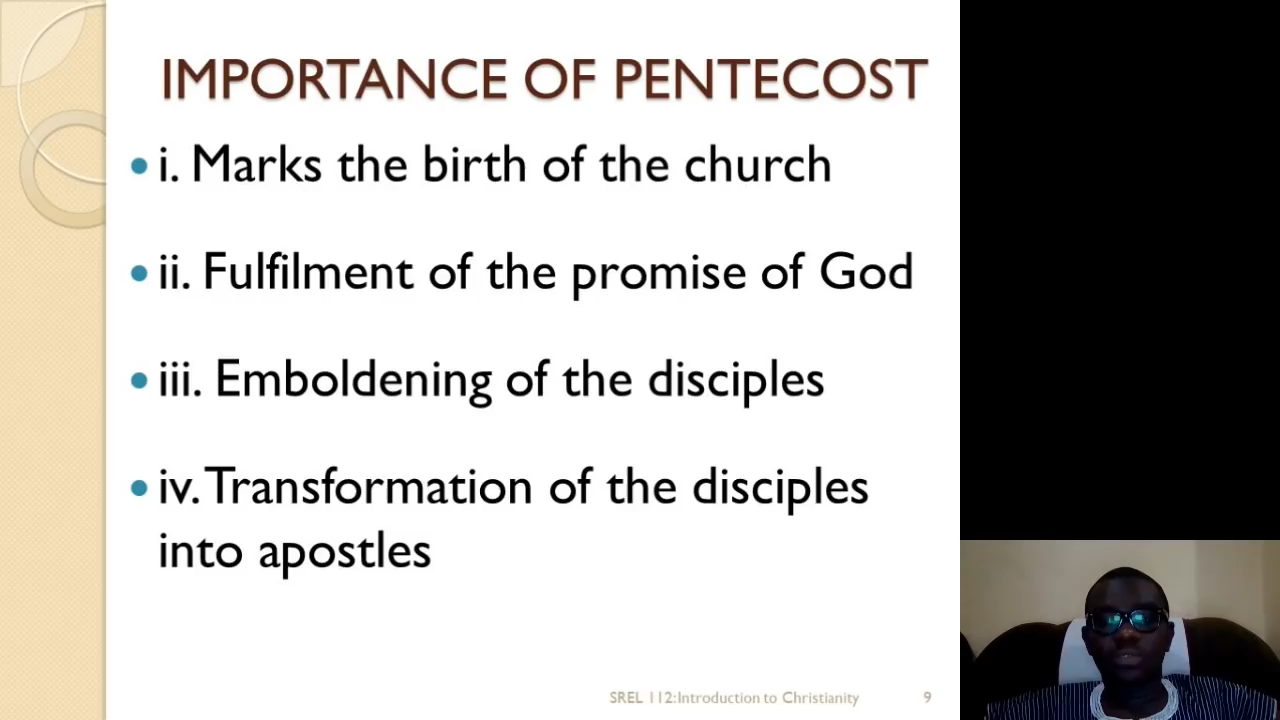 IMPORTANCE OF PENTECOST
• i. Marks the birth of the church
• ii. Fulfilment of the promise of God
• iii. Emboldening of the disciples
• iv. Transformation of the disciples
into apostles
SREL 112:Introduction to Christianity 9